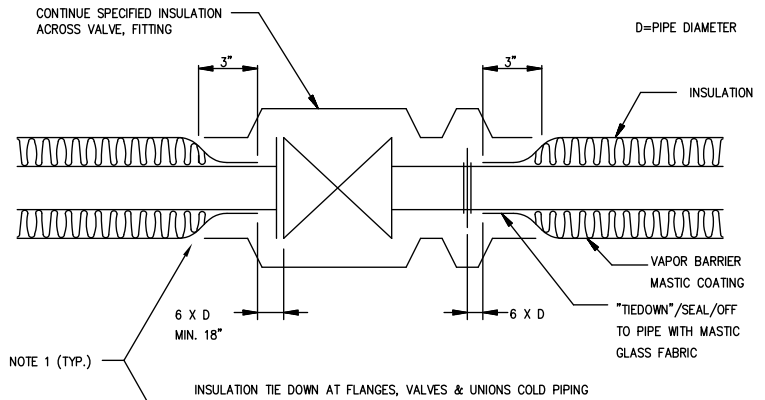 CONTINUE SPECIFIED INSULATION
ACROSS VALVE, FITTING
D=PIPE DIAMETER
3"
3"
INSULATION
VAPOR BARRIER
MASTIC COATING
6 X D
MIN. 18"
6 X D
"TIEDOWN"/SEAL/OFF
TO PIPE WITH MASTIC
GLASS FABRIC
NOTE 1 (TYP.)
INSULATION TIE DOWN AT FLANGES, VALVES & UNIONS COLD PIPING